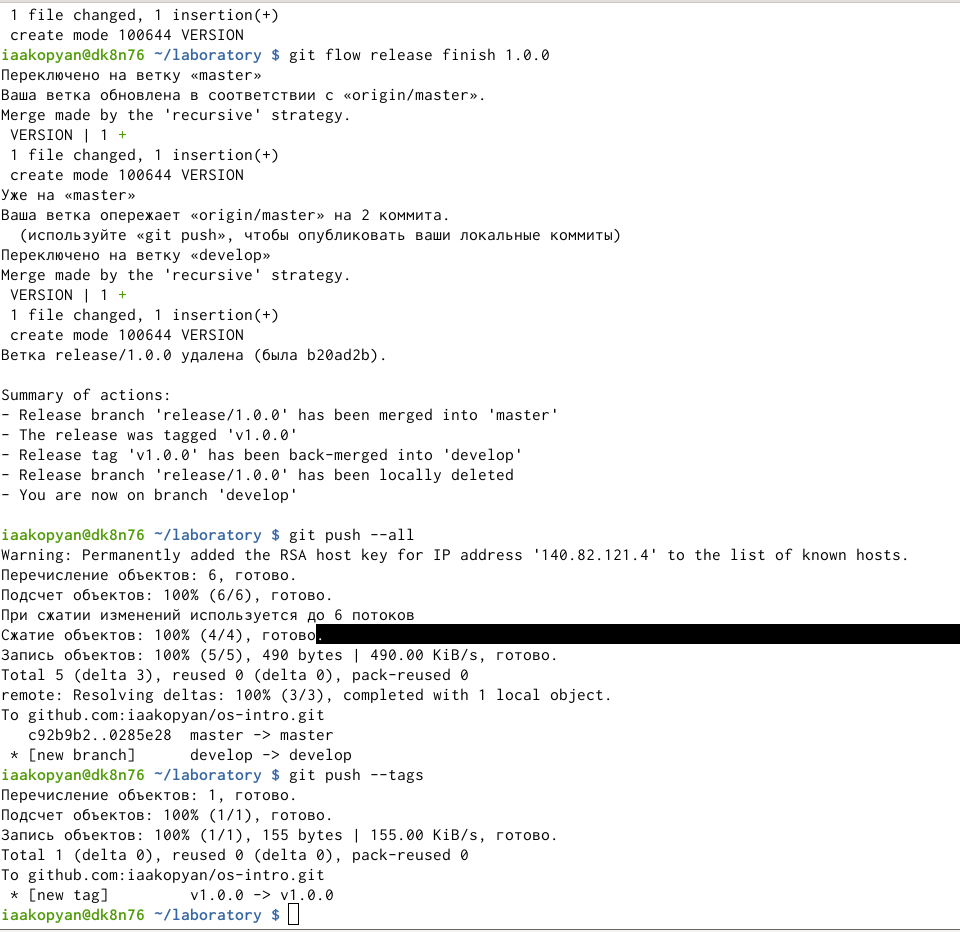 1 file changed, 1 insertion(+)
 create mode 100644 VERSION
iaakopyan@dk8n76 ~/laboratory $ git flow release finish 1.0.0
Переключено на ветку «master»
Ваша ветка обновлена в соответствии с «origin/master».
Merge made by the 'recursive' strategy.
 VERSION | 1 +
 1 file changed, 1 insertion(+)
 create mode 100644 VERSION
Уже на «master»
Ваша ветка опережает «origin/master» на 2 коммита.
  (используйте «git push», чтобы опубликовать ваши локальные коммиты)
Переключено на ветку «develop»
Merge made by the 'recursive' strategy.
 VERSION | 1 +
 1 file changed, 1 insertion(+)
 create mode 100644 VERSION
Ветка release/1.0.0 удалена (была b20ad2b).

Summary of actions:
- Release branch 'release/1.0.0' has been merged into 'master'
- The release was tagged 'v1.0.0'
- Release tag 'v1.0.0' has been back-merged into 'develop'
- Release branch 'release/1.0.0' has been locally deleted
- You are now on branch 'develop'

iaakopyan@dk8n76 ~/laboratory $ git push --all
Warning: Permanently added the RSA host key for IP address '140.82.121.4' to the list of known hosts.
Перечисление объектов: 6, готово.
Подсчет объектов: 100% (6/6), готово.
При сжатии изменений используется до 6 потоков
Сжатие объектов: 100% (4/4), готово.
Запись объектов: 100% (5/5), 490 bytes | 490.00 KiB/s, готово.
Total 5 (delta 3), reused 0 (delta 0), pack-reused 0
remote: Resolving deltas: 100% (3/3), completed with 1 local object.
To github.com:iaakopyan/os-intro.git
   c92b9b2..0285e28  master -> master
 * [new branch]      develop -> develop
iaakopyan@dk8n76 ~/laboratory $ git push --tags
Перечисление объектов: 1, готово.
Подсчет объектов: 100% (1/1), готово.
Запись объектов: 100% (1/1), 155 bytes | 155.00 KiB/s, готово.
Total 1 (delta 0), reused 0 (delta 0), pack-reused 0
To github.com:iaakopyan/os-intro.git
 * [new tag]         v1.0.0 -> v1.0.0
iaakopyan@dk8n76 ~/laboratory $